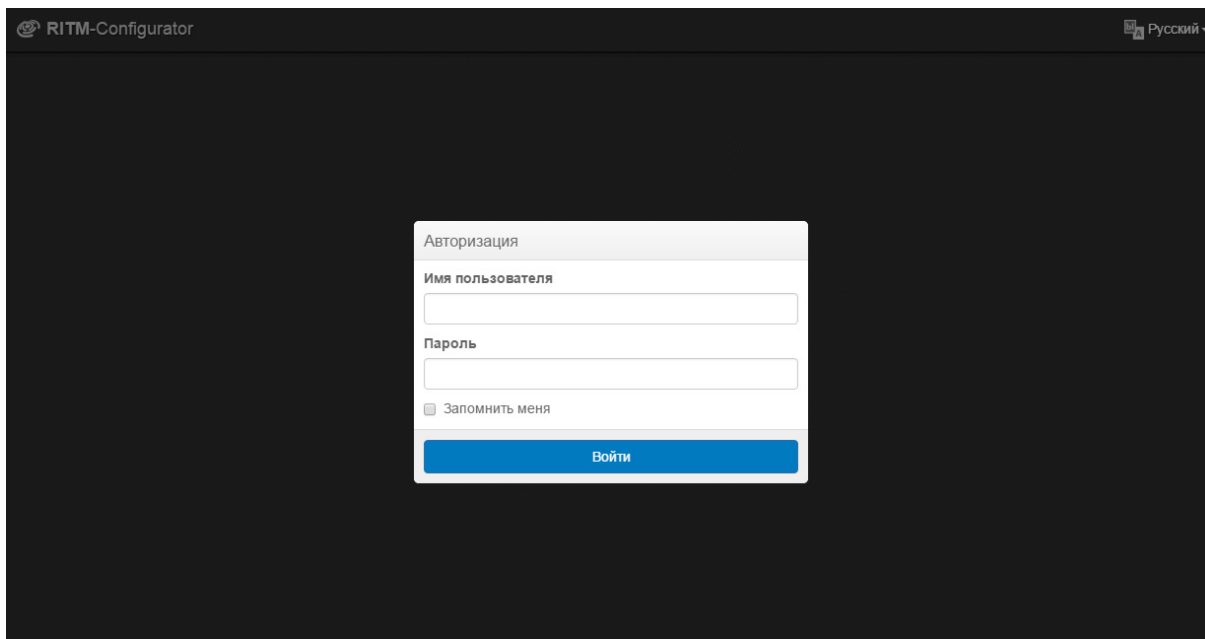 RITM-Configurator
Русский
Авторизация
Имя пользователя
Пароль
Запомнить меня
Войти